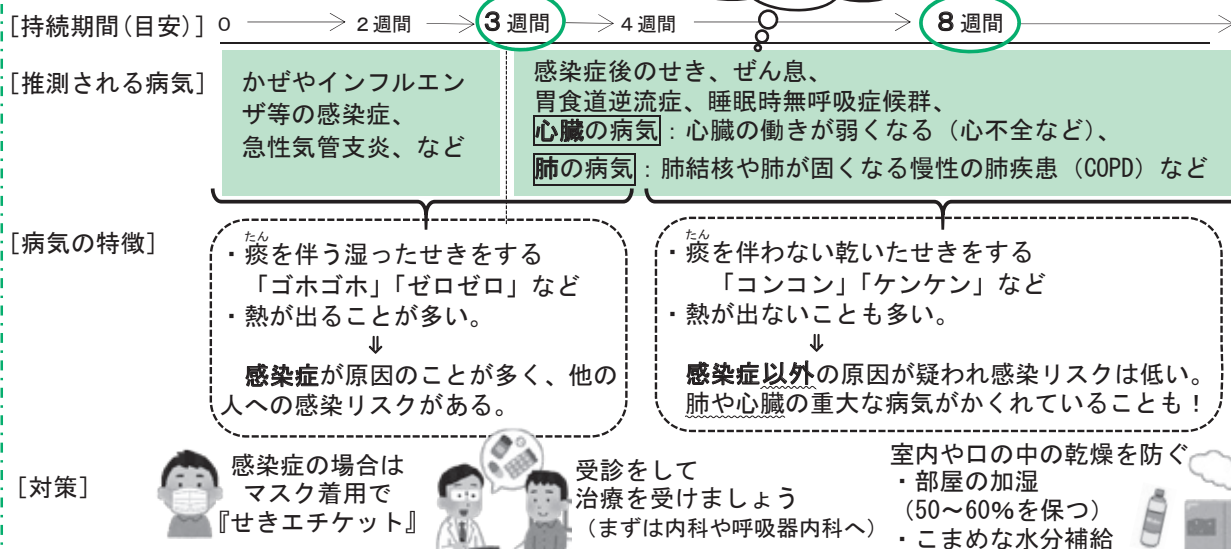 [持続期間(目安)] 0 2週間 3週間 4週間 8週間
[推測される病気]
かぜやインフルエン
ザ等の感染症、
急性気管支炎、など
感染症後のせき、ぜん息、
胃食道逆流症、睡眠時無呼吸症候群、
心臓の病気:心臓の働きが弱くなる(心不全など)、
肺の病気:肺結核や肺が固くなる慢性の肺疾患(COPD)など
[病気の特徴]
たん
・痰を伴う湿ったせきをする
「ゴホゴホ」「ゼロゼロ」など
・熱が出ることが多い。
⇓
感染症が原因のことが多く、他の
人への感染リスクがある。
たん
・痰を伴わない乾いたせきをする
「コンコン」「ケンケン」など
・熱が出ないことも多い。
⇓
感染症以外の原因が疑われ感染リスクは低い。
肺や心臓の重大な病気がかくれていることも!
[対策]
感染症の場合は
マスク着用で
『せきエチケット』
受診をして
治療を受けましょう
(まずは内科や呼吸器内科へ)
室内や口の中の乾燥を防ぐ
・部屋の加湿
(50~60%を保つ)
・こまめな水分補給